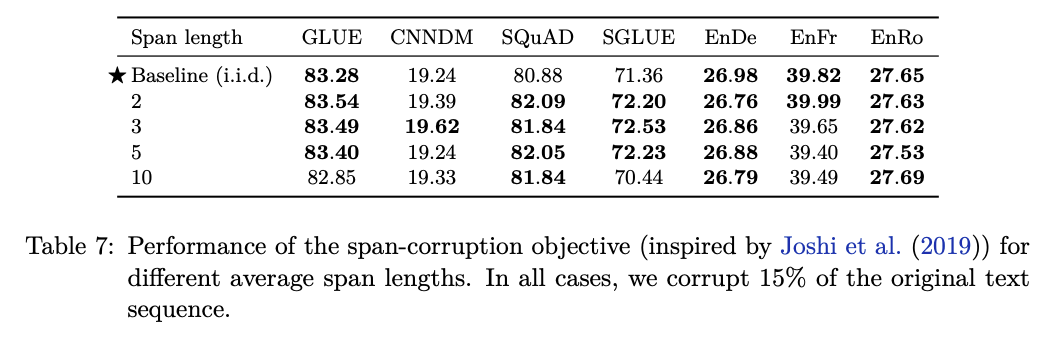 Span length GLUE CNNDM SQuAD SGLUE EnDe EnFr EnRo
★ Baseline (i.i.d.) 83.28 19.24 80.88 71.36 26.98 39.82 27.65
2 83.54 19.39 82.09 72.20 26.76 39.99 27.63
3 83.49 19.62 81.84 72.53 26.86 39.65 27.62
5 83.40 19.24 82.05 72.23 26.88 39.40 27.53
10 82.85 19.33 81.84 70.44 26.79 39.49 27.69
Table 7: Performance of the span-corruption objective (inspired by Joshi et al. (2019)) for
different average span lengths. In all cases, we corrupt 15% of the original text
sequence.